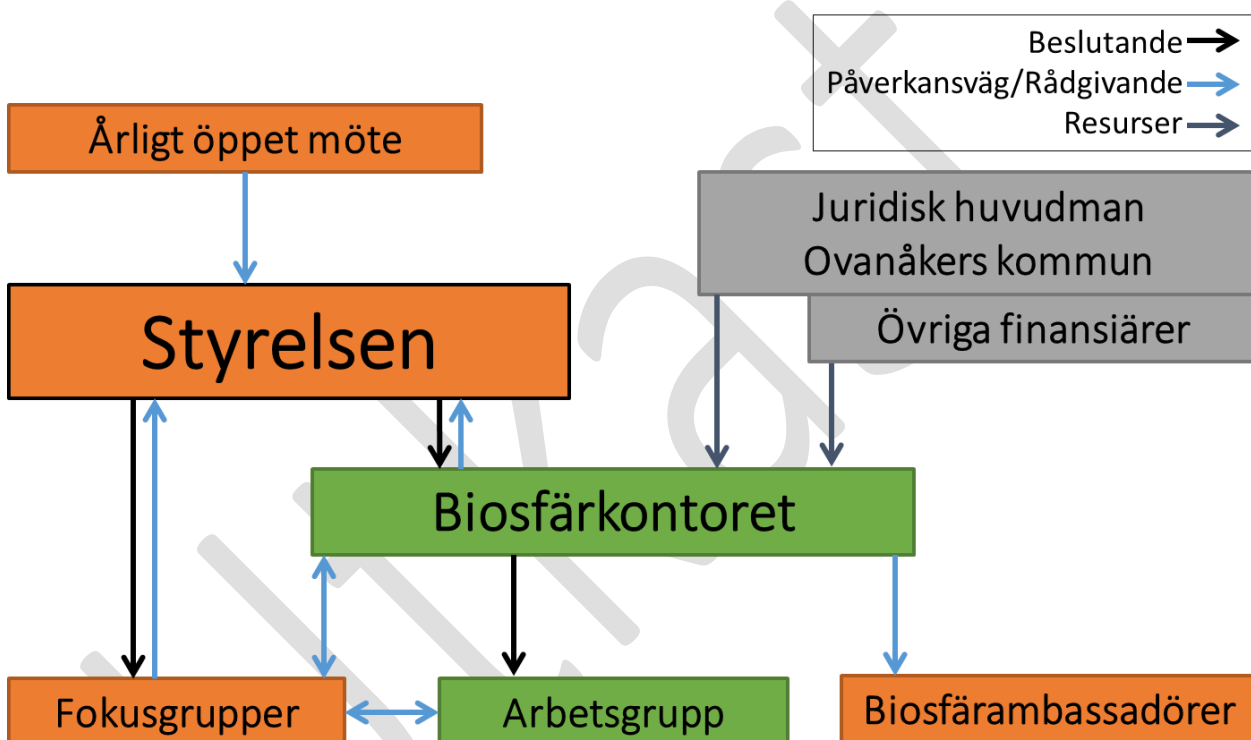 Beslutande
Påverkansväg/Rådgivande
Resurser
Årligt öppet möte
Juridisk huvudman
Ovanåkers kommun
Övriga finansiärer
Styrelsen
Biosfärkontoret
Fokusgrupper
Arbetsgrupp
Biosfärambassadörer